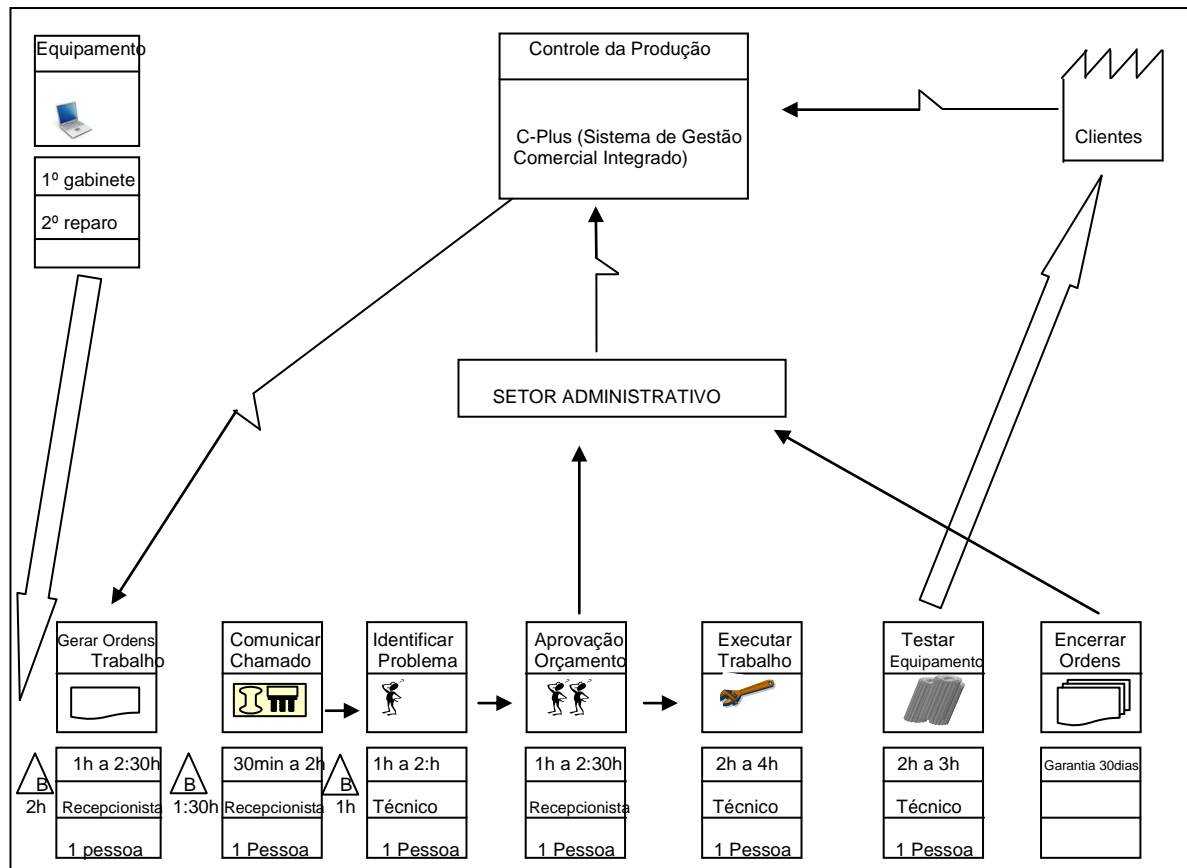 Equipamento
1º gabinete
2º reparo
Controle da Produção
C-Plus (Sistema de Gestão
Comercial Integrado)
Clientes
SETOR ADMINISTRATIVO
Gerar Ordens
Trabalho
Comunicar
Chamado
Identificar
Problema
Aprovação
Orçamento
Executar
Trabalho
Testar
Equipamento
Encerrar
Ordens
B
2h
1h a 2:30h
Recepcionista
1 pessoa
B
1:30h
30min a 2h
Recepcionista
1 Pessoa
B
1h
1h a 2:h
Técnico
1 Pessoa
1h a 2:30h
Recepcionista
1 Pessoa
2h a 4h
Técnico
1 Pessoa
2h a 3h
Técnico
1 Pessoa
Garantia 30dias